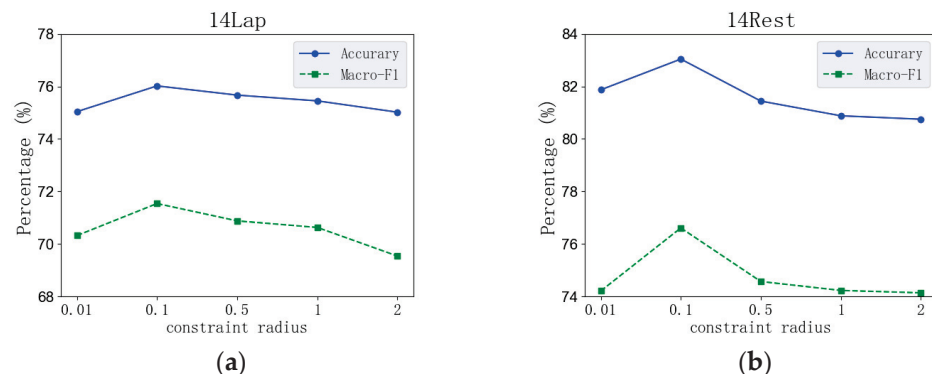 14Lap
78
76
74
72
70
68
Percentage (%)
Accurary
Macro-F1
0.01 0.1 0.5 1 2
constraint radius
(a)
14Rest
84
82
80
78
76
74
Percentage (%)
Accurary
Macro-F1
0.01 0.1 0.5 1 2
constraint radius
(b)